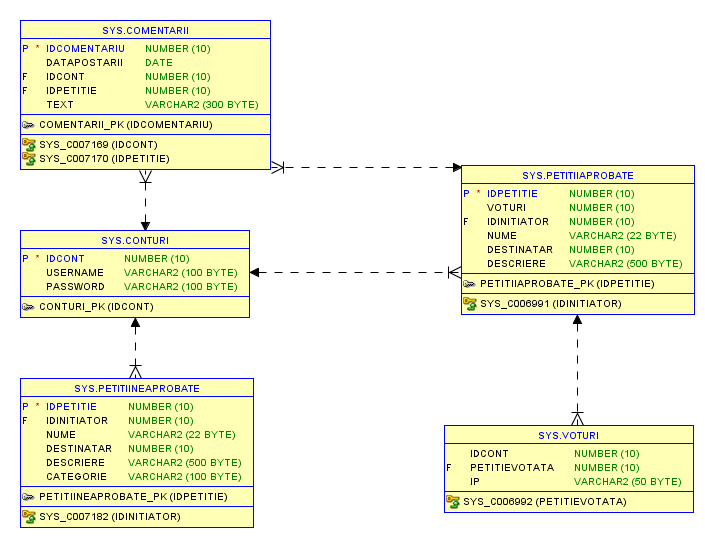 SYS.COMENTARII
P * IDCOMENTARIU NUMBER (10)
DATAPOSTARII DATE
F IDCONT NUMBER (10)
F IDPETITIE NUMBER (10)
TEXT VARCHAR2 (300 BYTE)
COMENTARII_PK (IDCOMENTARIU)
SYS_C007169 (IDCONT)
SYS_C007170 (IDPETITIE)
SYS.PETITIIAPROBATE
P * IDPETITIE NUMBER (10)
VOTURI NUMBER (10)
F IDINITIATOR NUMBER (10)
NUME VARCHAR2 (22 BYTE)
DESTINATAR NUMBER (10)
DESCRIERE VARCHAR2 (500 BYTE)
PETITIIAPROBATE_PK (IDPETITIE)
SYS_C006991 (IDINITIATOR)
SYS.CONTURI
P * IDCONT NUMBER (10)
USERNAME VARCHAR2 (100 BYTE)
PASSWORD VARCHAR2 (100 BYTE)
CONTURI_PK (IDCONT)
SYS.PETITIINEAPROBATE
P * IDPETITIE NUMBER (10)
F IDINITIATOR NUMBER (10)
NUME VARCHAR2 (22 BYTE)
DESTINATAR NUMBER (10)
DESCRIERE VARCHAR2 (500 BYTE)
CATEGORIE VARCHAR2 (100 BYTE)
PETITIINEAPROBATE_PK (IDPETITIE)
SYS_C007182 (IDINITIATOR)
SYS.VOTURI
IDCONT NUMBER (10)
F PETITIEVOTATA NUMBER (10)
IP VARCHAR2 (50 BYTE)
SYS_C006992 (PETITIEVOTATA)